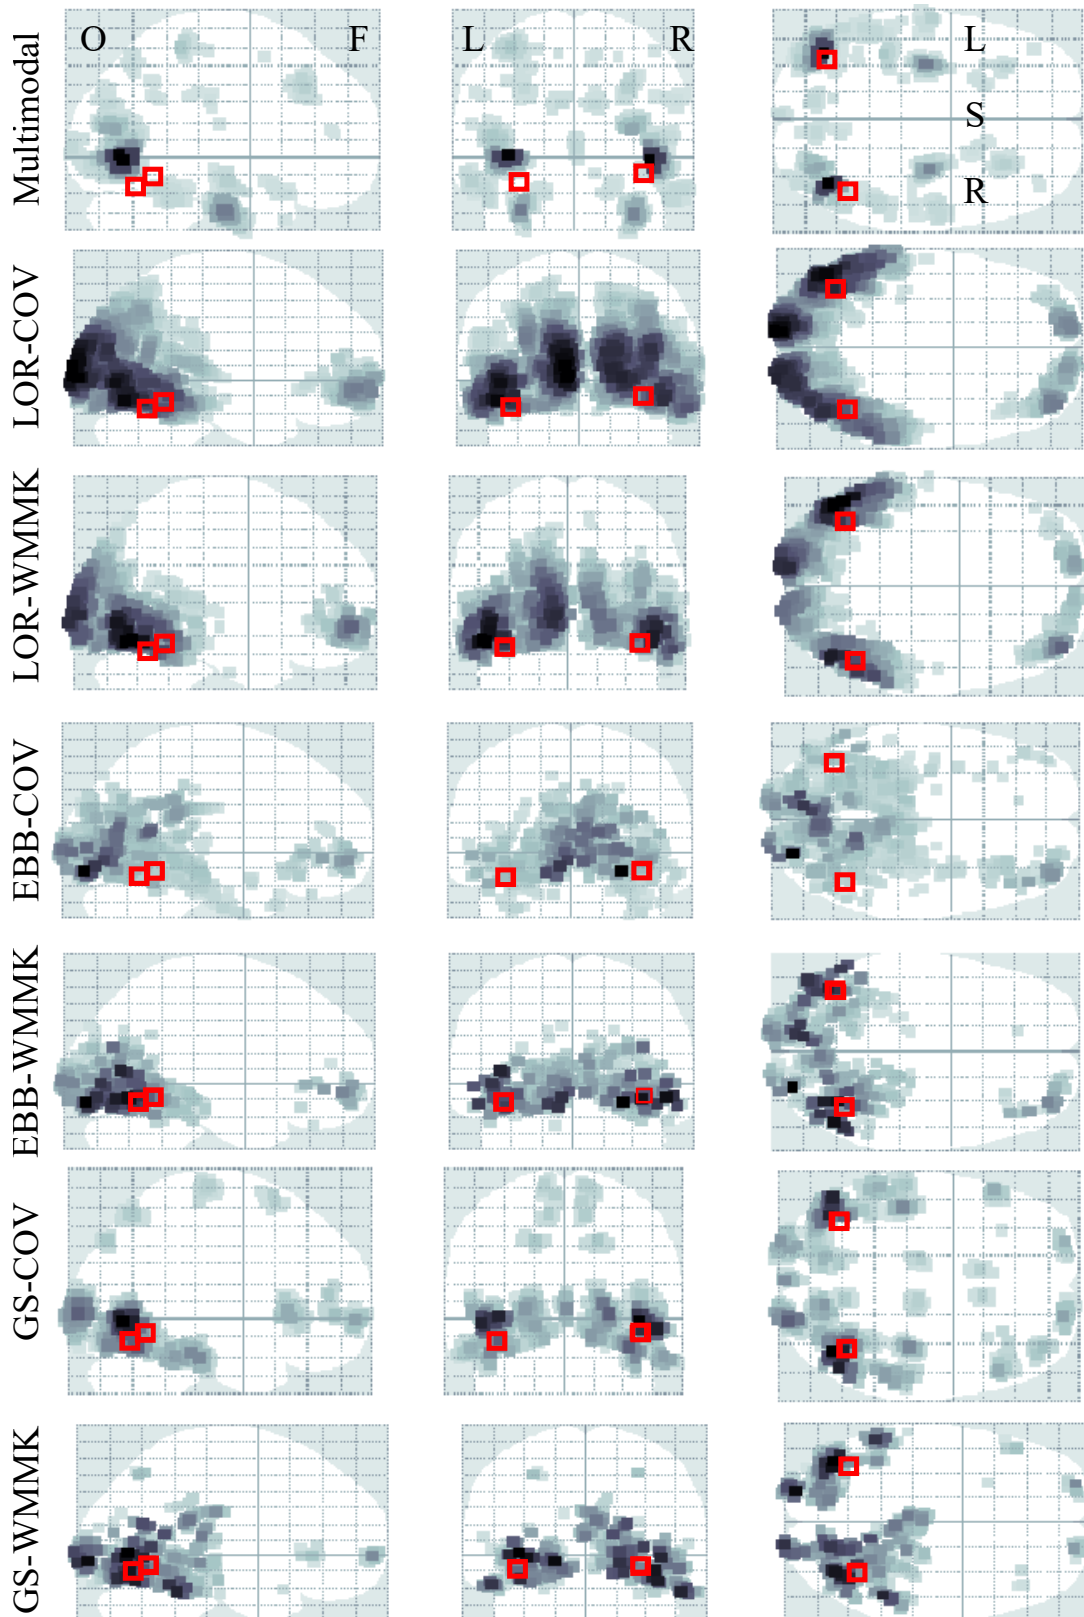 Multimodal
O F
L R
L
S
R
LOR-COV
LOR-WMMK
EBB-COV
EBB-WMMK
GS-COV
GS-WMMK